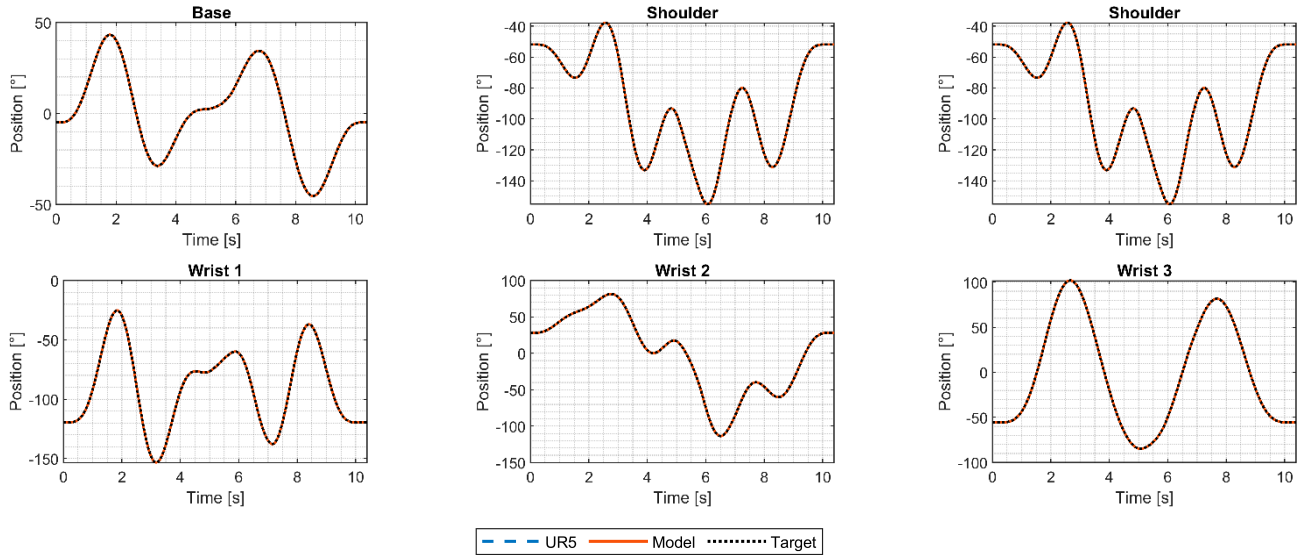 Base
Position [°]
50
0
-50
0 2 4 6 8 10
Time [s]
Shoulder
Position [°]
-40
-60
-80
-100
-120
-140
0 2 4 6 8 10
Time [s]
Shoulder
Position [°]
-40
-60
-80
-100
-120
-140
0 2 4 6 8 10
Time [s]
Wrist 1
Position [°]
0
-50
-100
-150
0 2 4 6 8 10
Time [s]
Wrist 2
Position [°]
100
50
0
-50
-100
-150
0 2 4 6 8 10
Time [s]
Wrist 3
Position [°]
100
50
0
-50
-100
0 2 4 6 8 10
Time [s]
UR5 Model Target